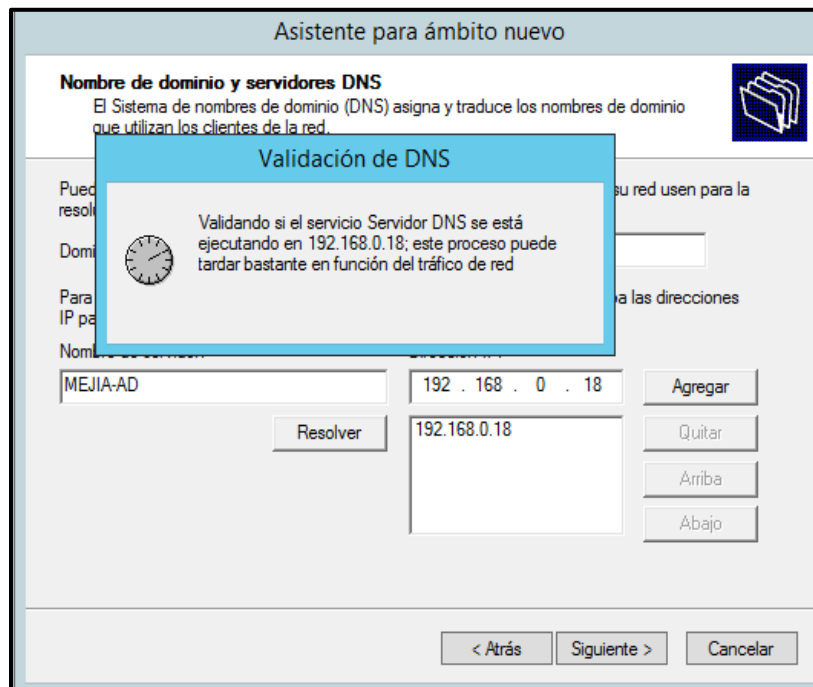 Asistente para ámbito nuevo
Nombre de dominio y servidores DNS
El Sistema de nombres de dominio (DNS) asigna y traduce los nombres de dominio
que utilizan los clientes de la red.
Validación de DNS
su red usen para la
Validando si el servicio Servidor DNS se está
ejecutando en 192.168.0.18; este proceso puede
tardar bastante en función del tráfico de red
Para
las direcciones
IP
MEJIA-AD
192 . 168 . 0 . 18
Agregar
Resolver
192.168.0.18
Quitar
Arriba
Abajo
< Atrás
Siguiente >
Cancelar